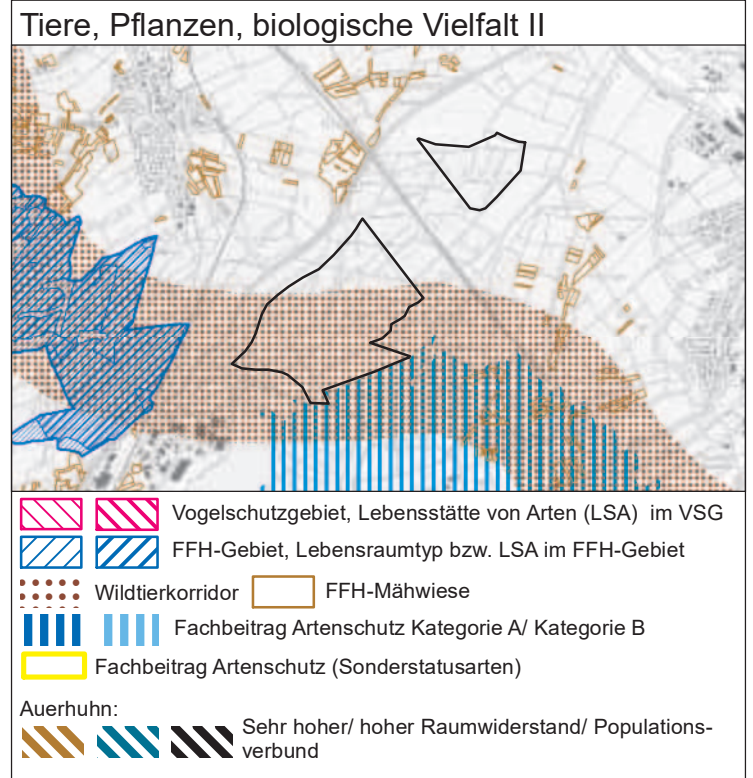 Tiere, Pflanzen, biologische Vielfalt II
Vogelschutzgebiet, Lebensstätte von Arten (LSA) im VSG
FFH-Gebiet, Lebensraumtyp bzw. LSA im FFH-Gebiet
Wildtierkorridor FFH-Mähwiese
Fachbeitrag Artenschutz Kategorie A/ Kategorie B
Fachbeitrag Artenschutz (Sonderstatusarten)
Auerhuhn:
Sehr hoher/ hoher Raumwiderstand/ Populations-
verbund